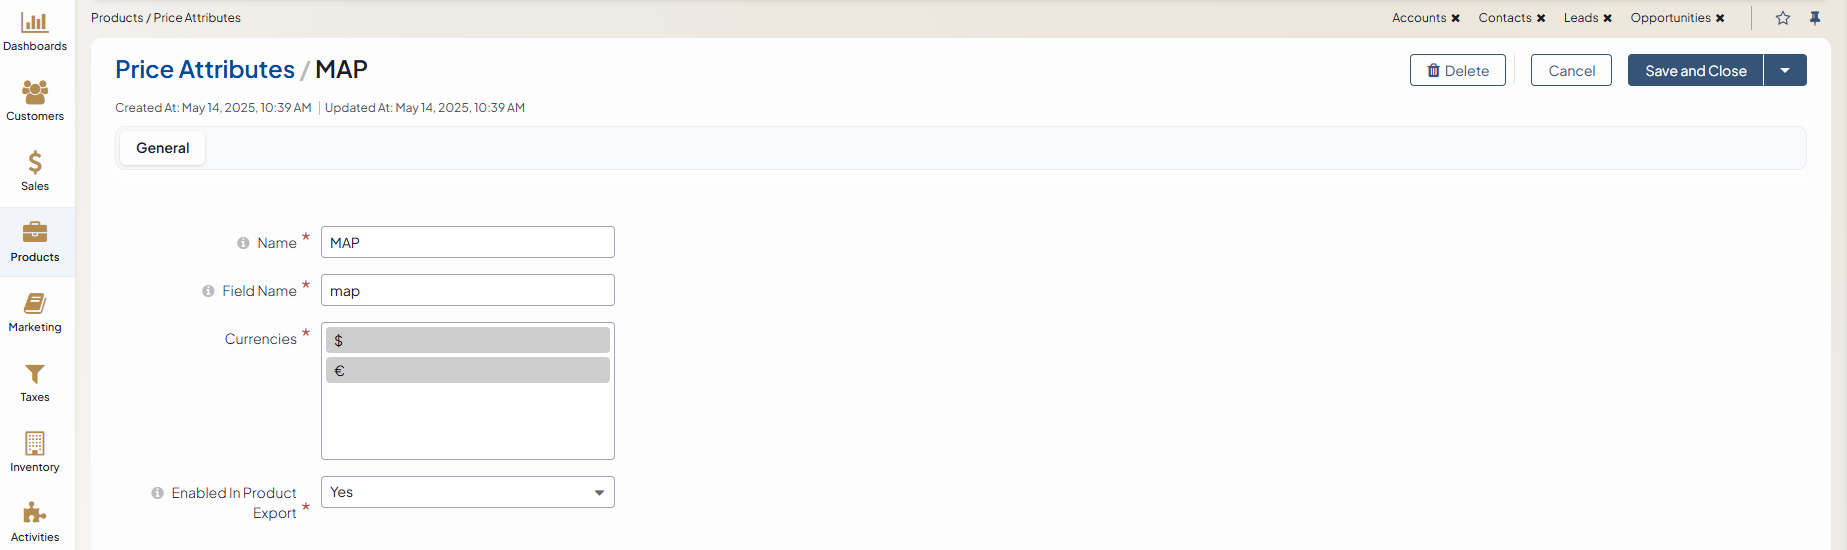 Products / Price Attributes
Accounts ✖ Contacts ✖ Leads ✖ Opportunities ✖
Dashboards
Customers
Sales
Products
Marketing
Taxes
Inventory
Activities
Price Attributes / MAP
Delete
Cancel
Save and Close
Created At: May 14, 2025, 10:39 AM | Updated At: May 14, 2025, 10:39 AM
General
Name * MAP
Field Name * map
Currencies * $
€
Enabled In Product Yes
Export *